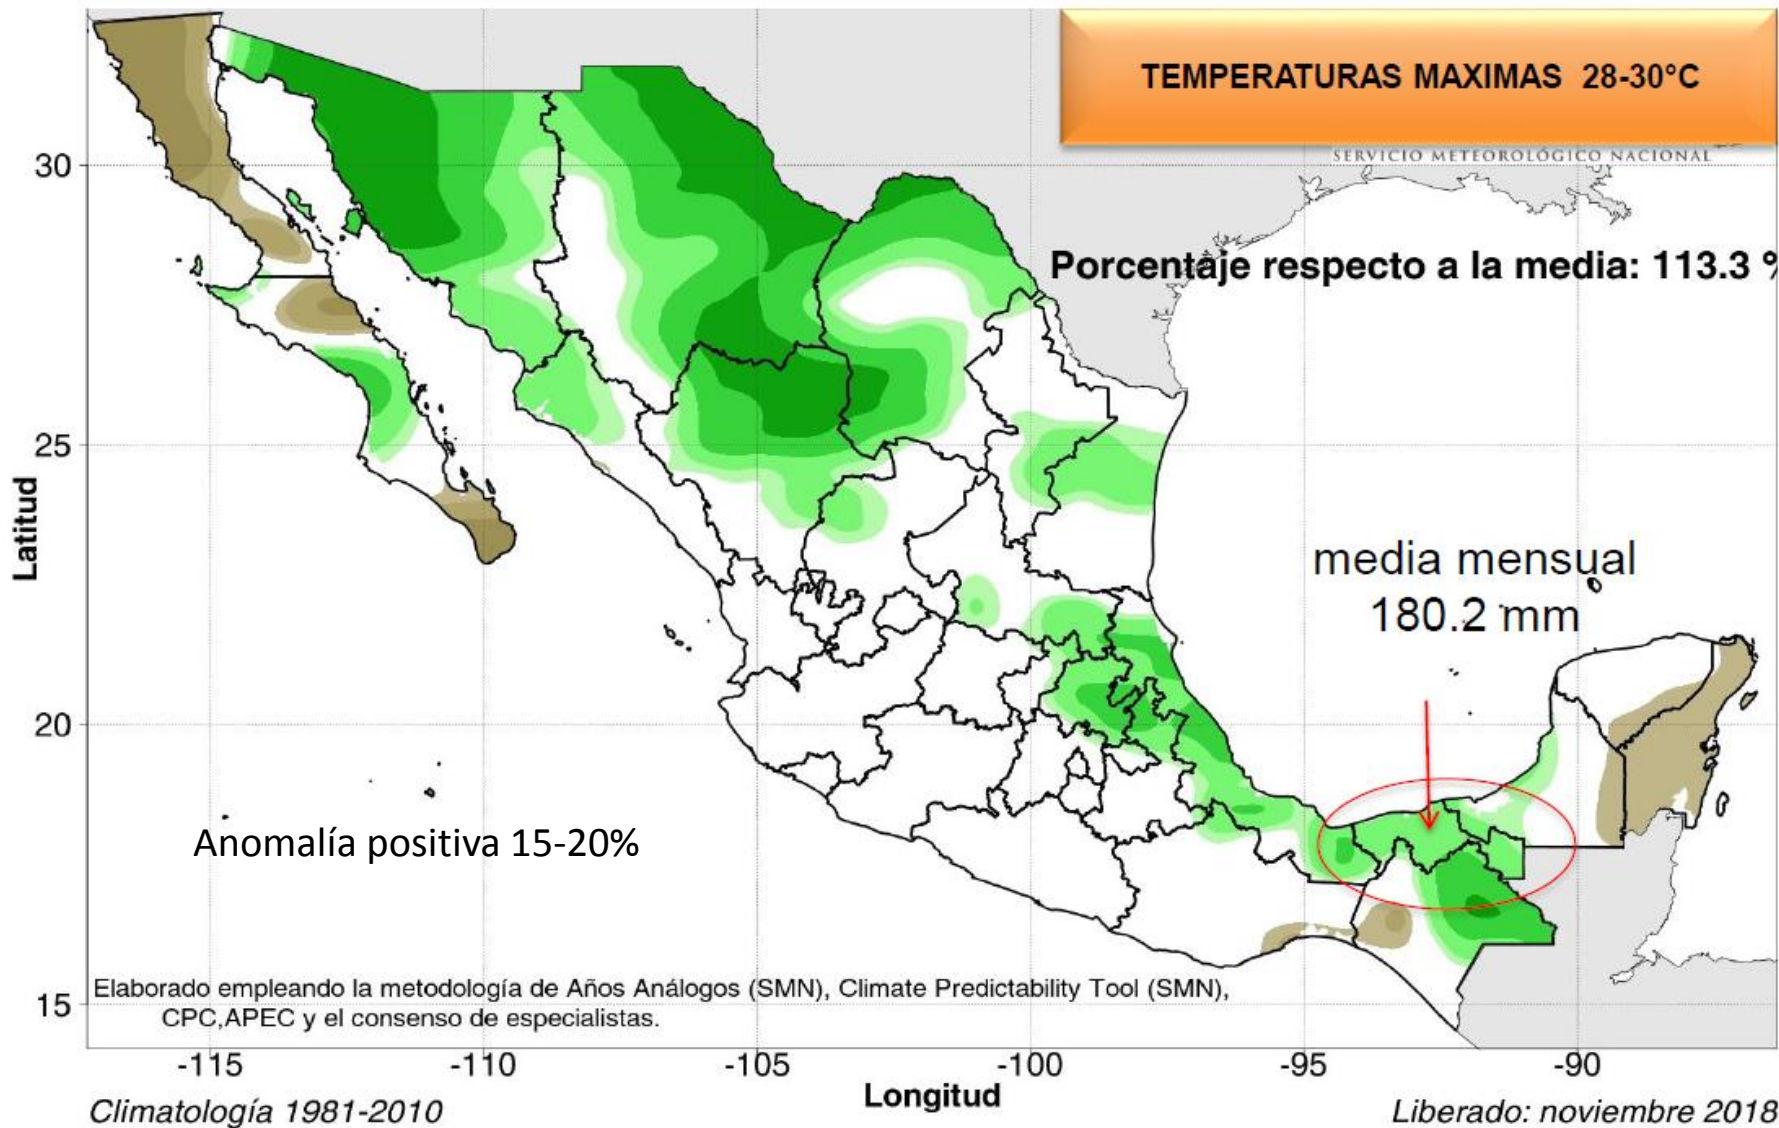 TEMPERATURAS MAXIMAS 28-30°C
SERVICIO METEOROLÓGICO NACIONAL
Porcentaje respecto a la media: 113.3 %
media mensual
180.2 mm
Anomalía positiva 15-20%
Elaborado empleando la metodología de Años Análogos (SMN), Climate Predictability Tool (SMN),
CPC,APEC y el consenso de especialistas.
Latitud
30
25
20
15
-115
-110
-105
-100
-95
-90
Longitud
Climatología 1981-2010
Liberado: noviembre 2018